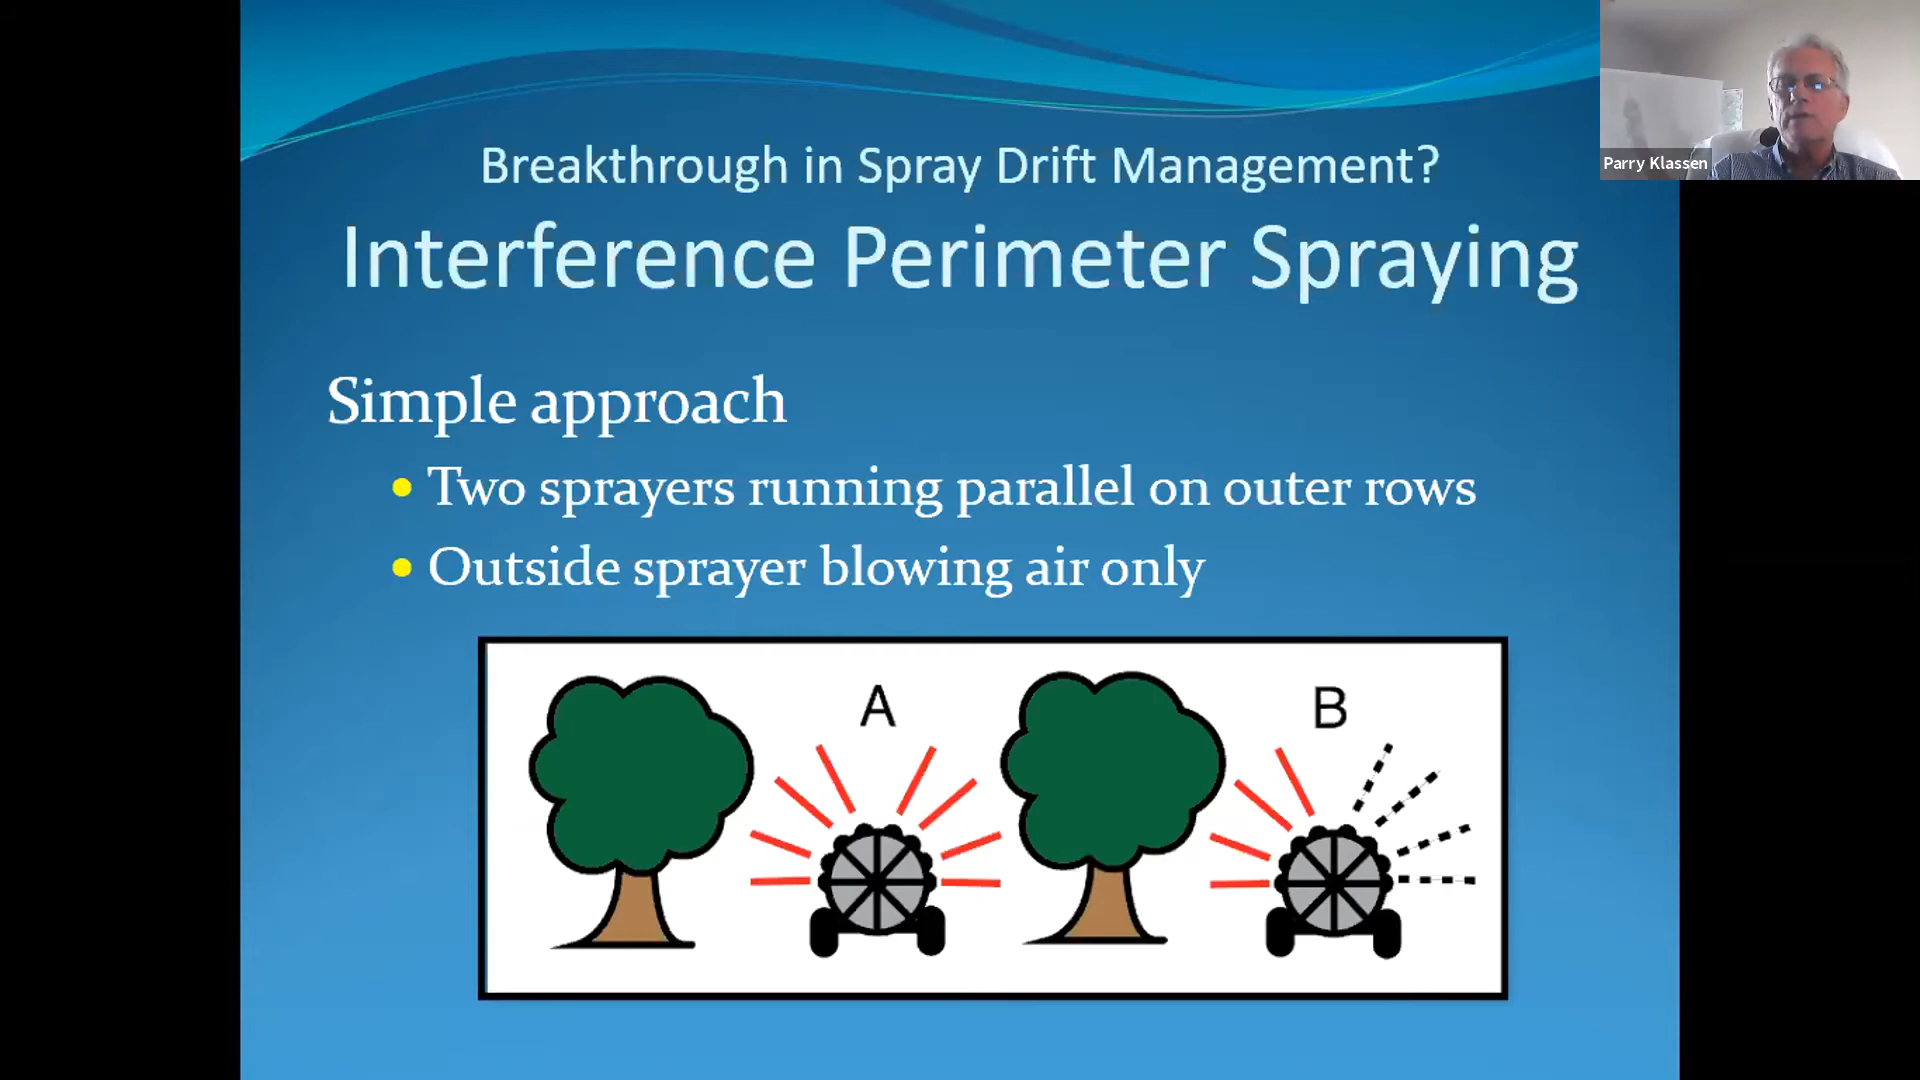 Breakthrough in Spray Drift Management?
Interference Perimeter Spraying
Simple approach
Two sprayers running parallel on outer rows
Outside sprayer blowing air only
A
B
Parry Klassen